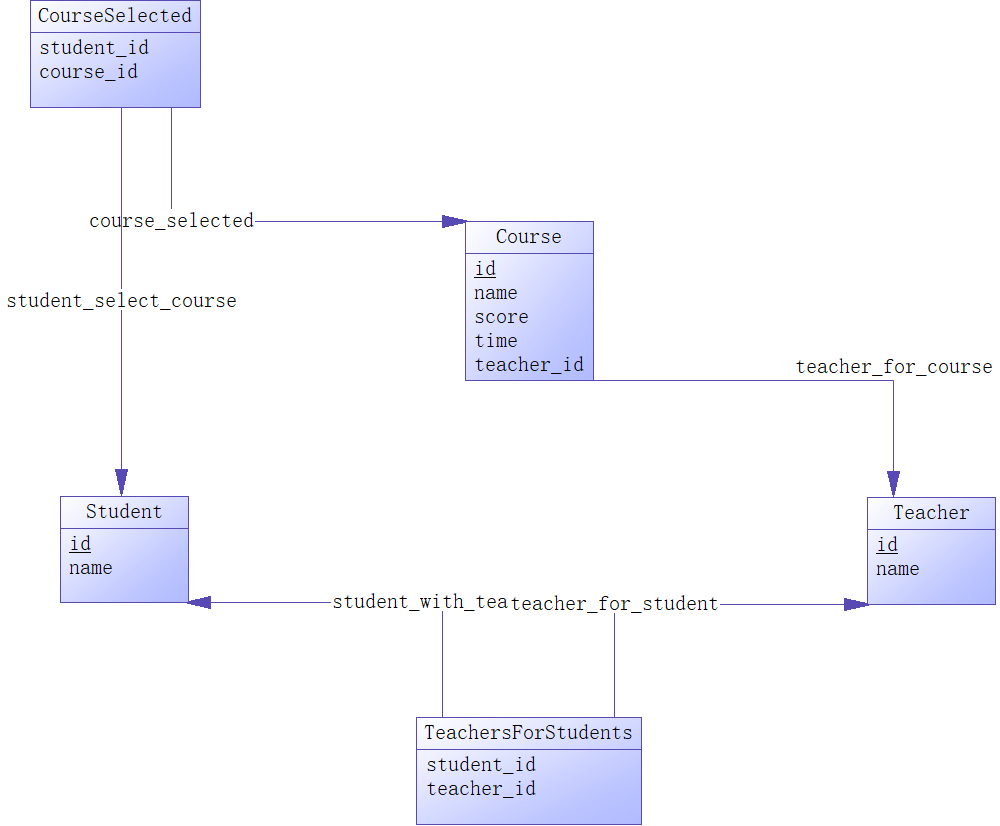 CourseSelected
student_id
course_id
course_selected
Course
id
name
score
time
teacher_id
student_select_course
teacher_for_course
Student
id
name
Teacher
id
name
student_with_tea
teacher_for_student
TeachersForStudents
student_id
teacher_id